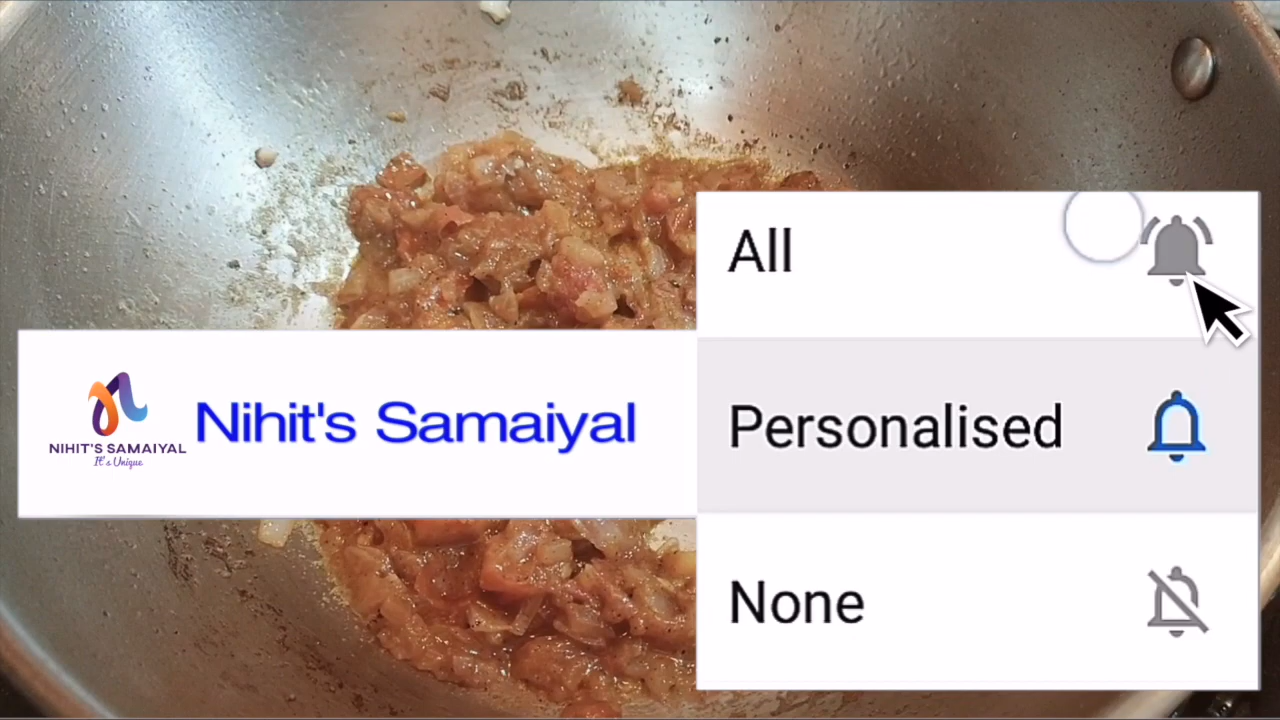 All
NIHIT'S SAMAIYAL
It's Unique
Nihit's Samaiyal
Personalised
None